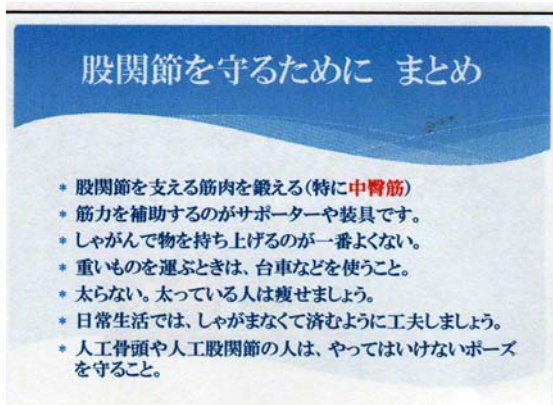 股関節を守るために まとめ
* 股関節を支える筋肉を鍛える(特に中臀筋)
* 筋力を補助するのがサポーターや装具です。
* しゃがんで物を持ち上げるのが一番よくない。
* 重いものを運ぶときは、台車などを使うこと。
* 太らない。太っている人は痩せましょう。
* 日常生活では、しゃがまなくて済むように工夫しましょう。
* 人工骨頭や人工股関節の人は、やってはいけないポーズ
を守ること。